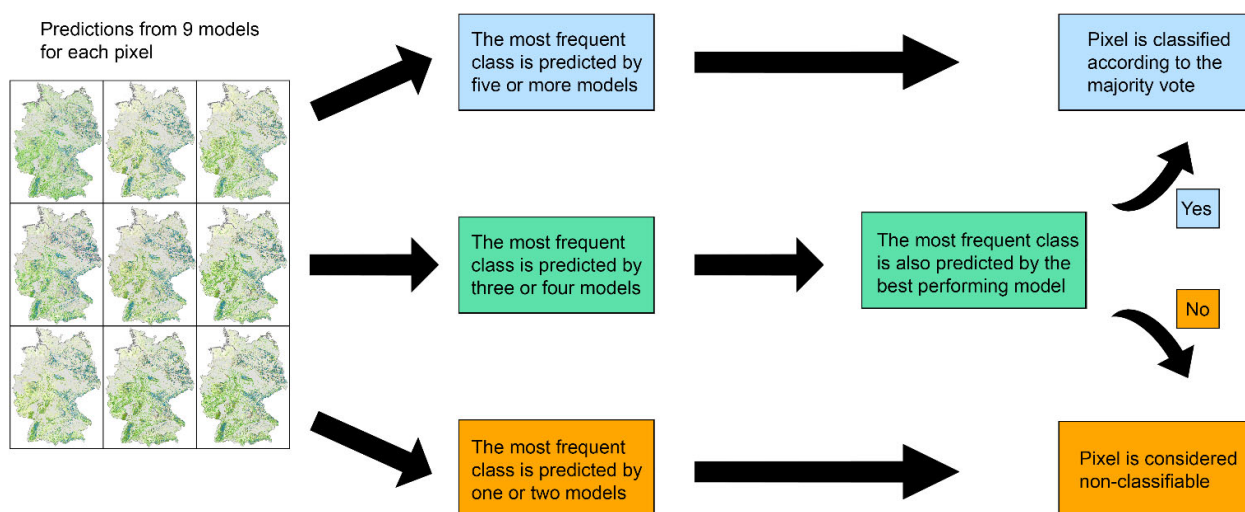 Predictions from 9 models
for each pixel
The most frequent
class is predicted by
five or more models
Pixel is classified
according to the
majority vote
Yes
The most frequent
class is predicted by
three or four models
The most frequent class
is also predicted by the
best performing model
No
The most frequent
class is predicted by
one or two models
Pixel is considered
non-classifiable